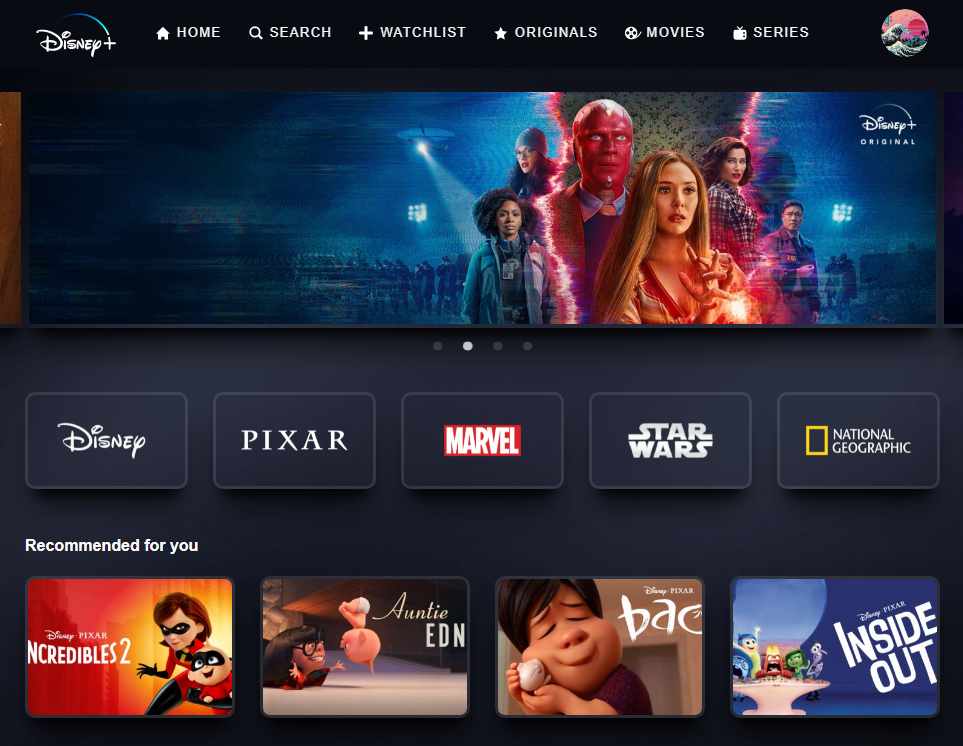 Disney+
HOME
SEARCH
WATCHLIST
ORIGINALS
MOVIES
SERIES
Disney+
ORIGINAL
Disney
PIXAR
MARVEL
STAR
WARS
NATIONAL
GEOGRAPHIC
Recommended for you
Disney · PIXAR
NCREDIBLES 2
Auntie
EDN
Disney · PIXAR
bao
Disney · PIXAR
INSIDE
OUT